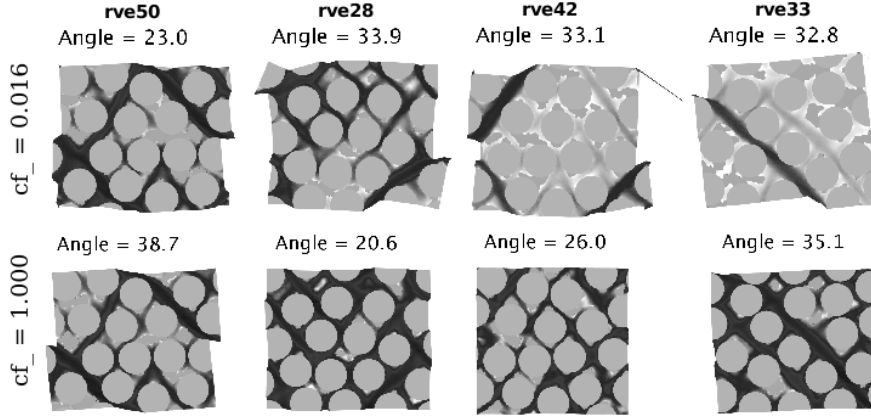 rve50 rve28 rve42 rve33
Angle = 23.0 Angle = 33.9 Angle = 33.1 Angle = 32.8
cf_ = 0.016
Angle = 38.7 Angle = 20.6 Angle = 26.0 Angle = 35.1
cf_ = 1.000